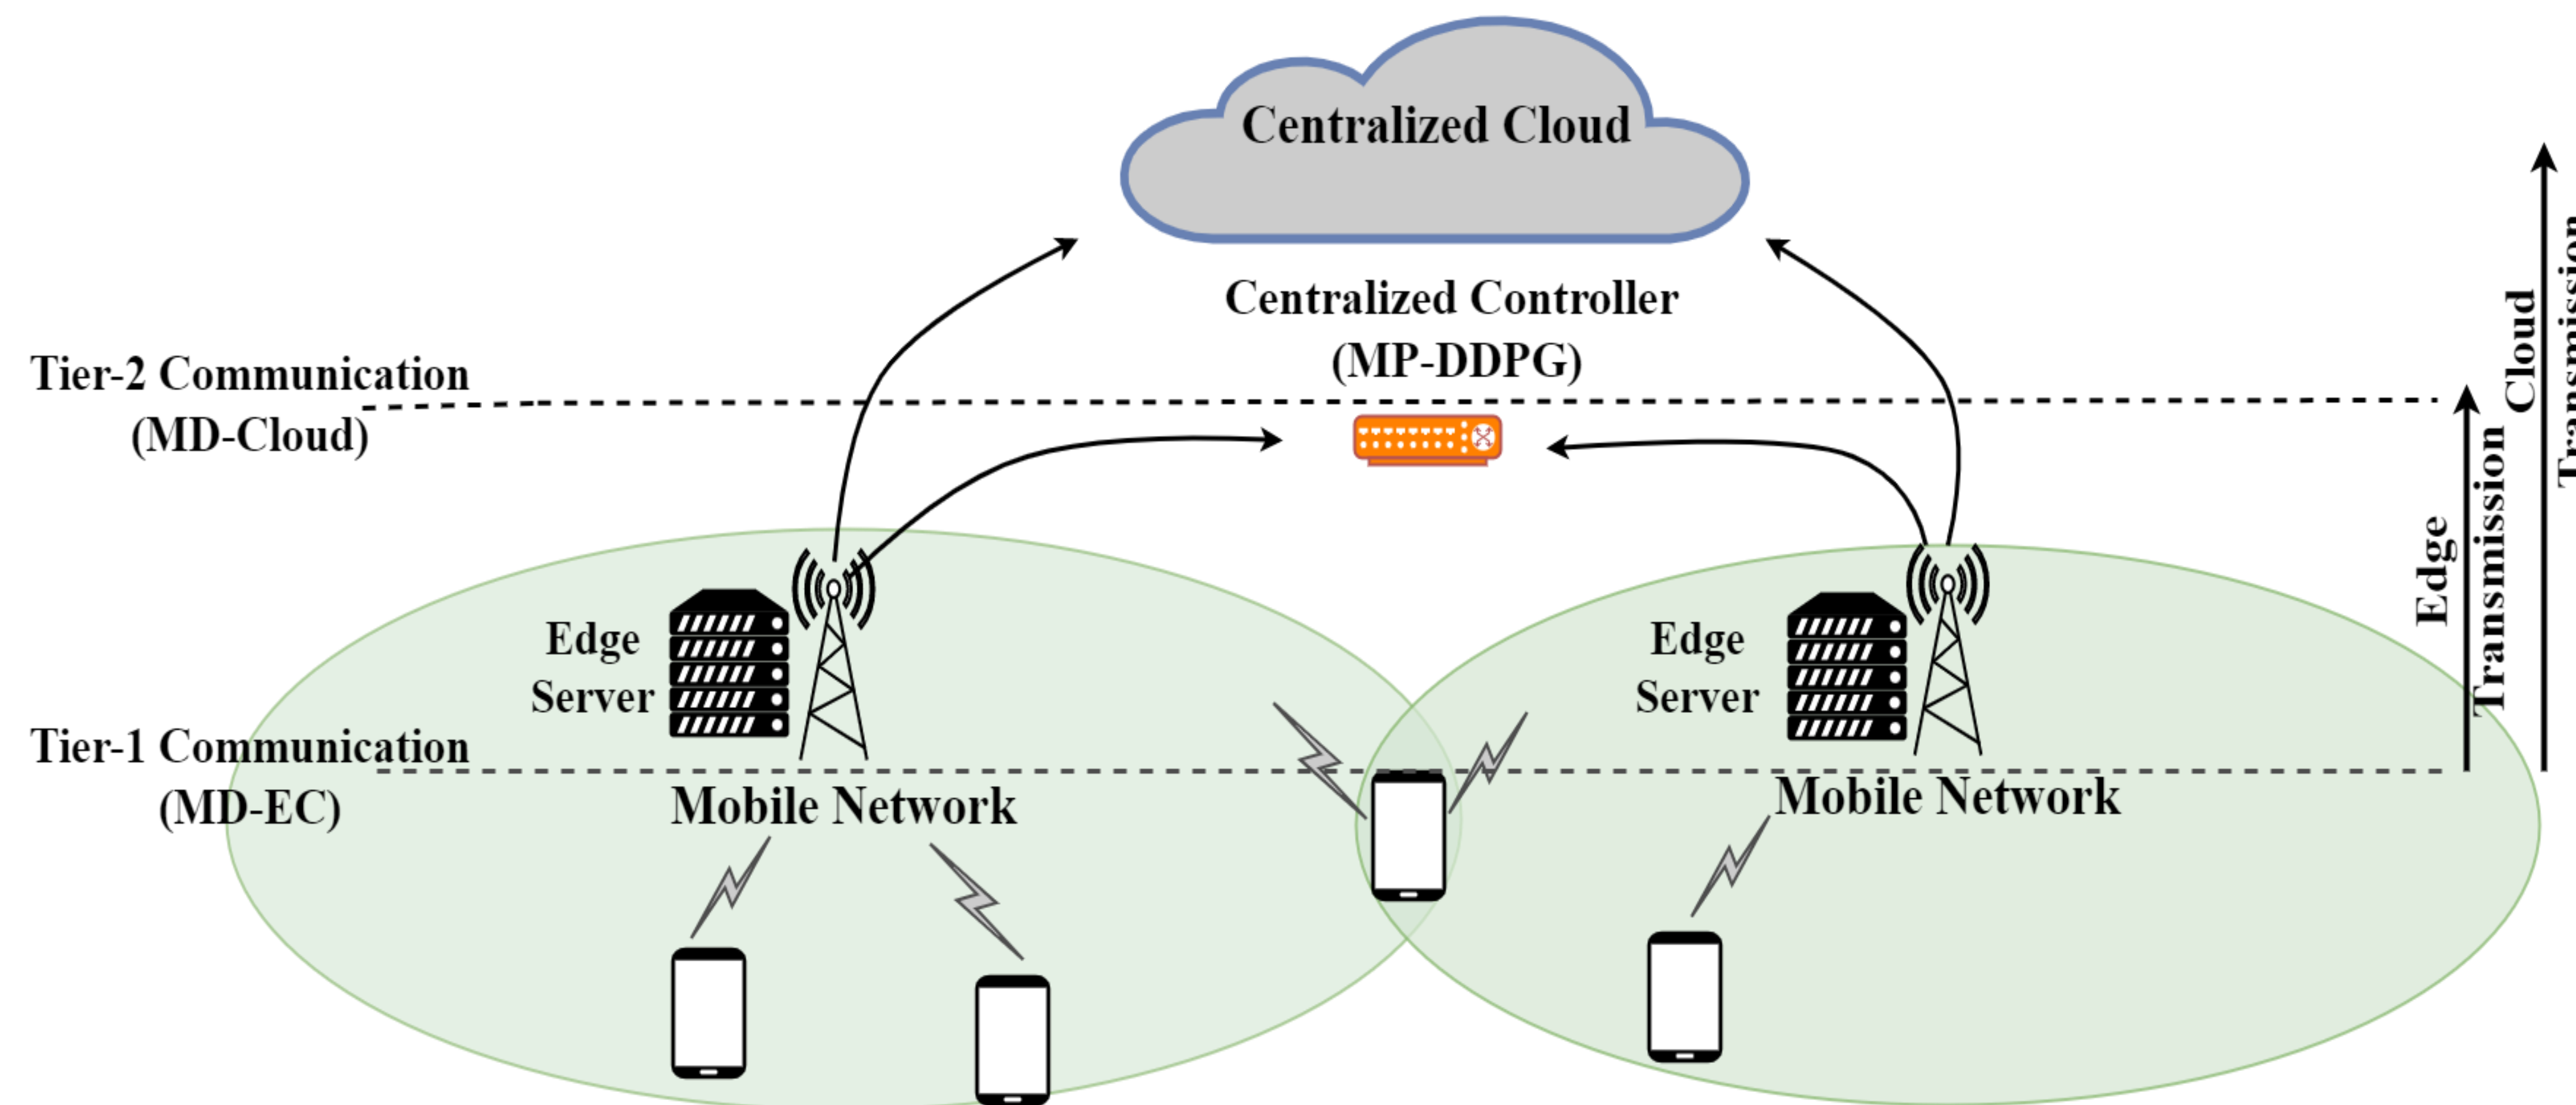 Centralized Cloud
Centralized Controller
(MP-DDPG)
Tier-2 Communication
(MD-Cloud)
Cloud
Transmission
Edge
Transmission
Edge
Server
Edge
Server
Tier-1 Communication
(MD-EC)
Mobile Network
Mobile Network